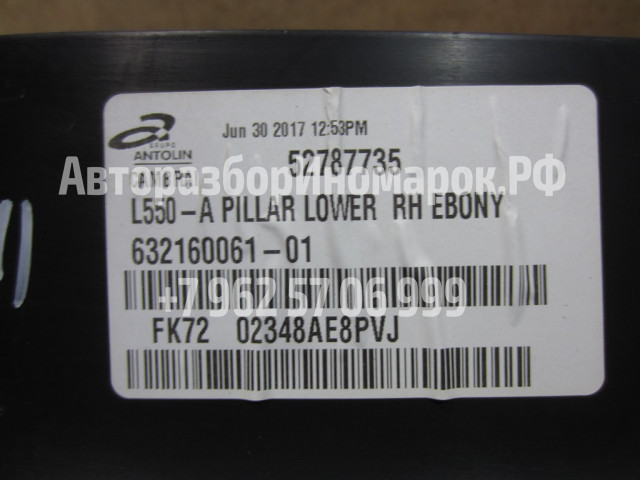 Jun 30 2017 12:53PM
GRUPO
ANTOLIN
52787735
Авторазбориномарок.РФ
L550-A PILLAR LOWER RH EBONY
632160061-01
+7 962 57 06 999
FK72 02348AE8PVJ